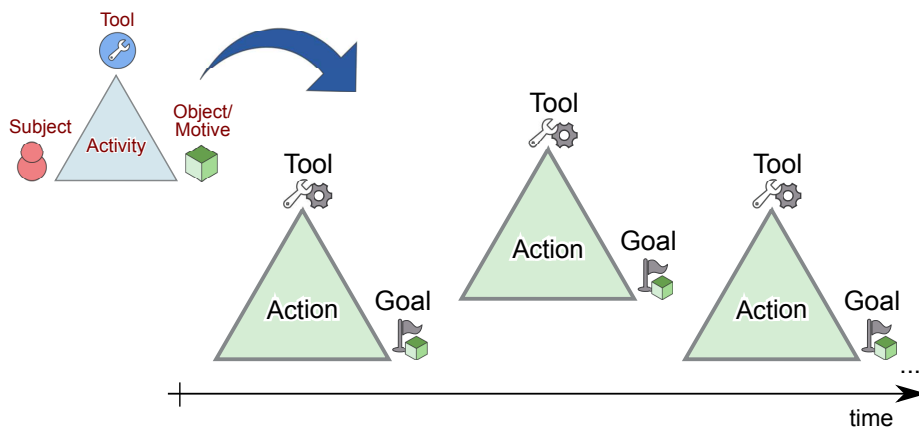 Tool
Subject
Object/
Motive
Activity
Tool
Action
Goal
Tool
Action
Goal
Tool
Action
Goal
...
time